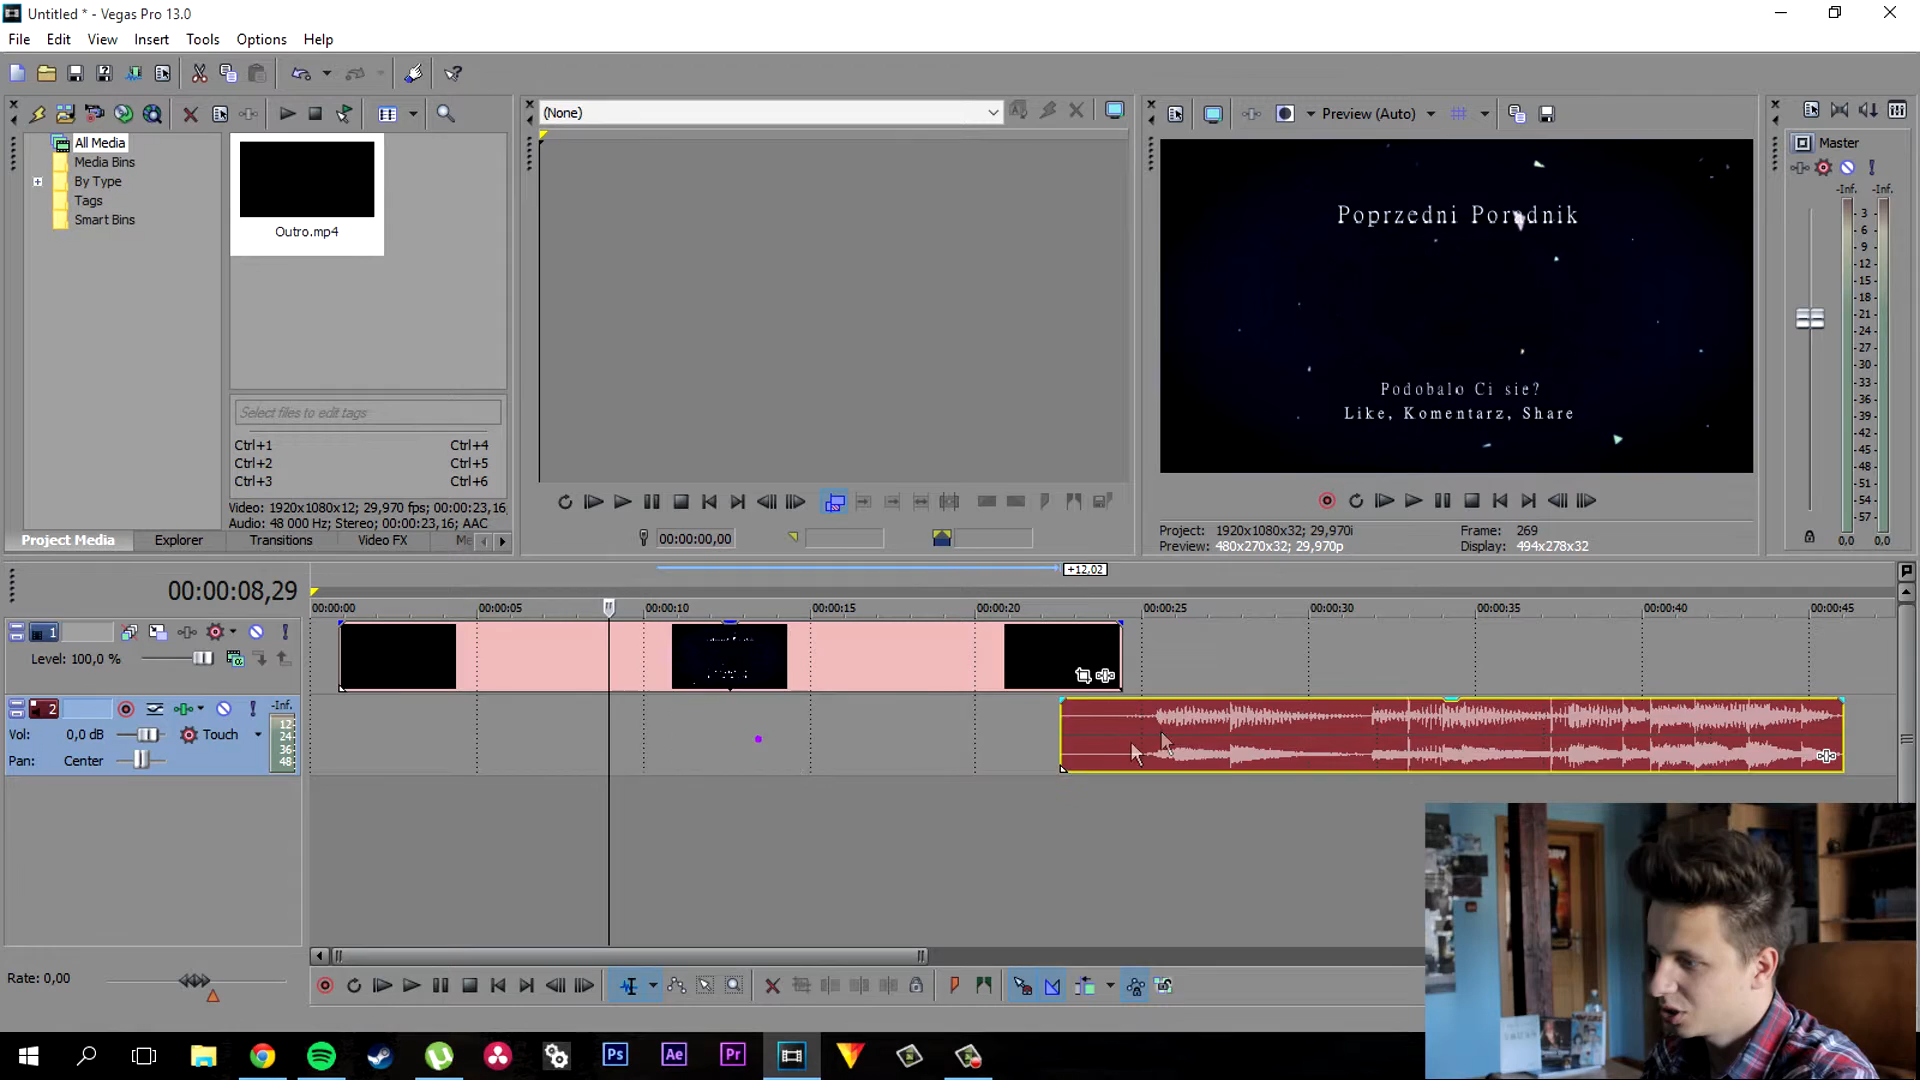 Untitled * - Vegas Pro 13.0
File Edit View Insert Tools Options Help
(None)
Preview (Auto)
Master
All Media
Media Bins
By Type
Tags
Smart Bins
Outro.mp4
Select files to edit tags
Ctrl+1 Ctrl+4
Ctrl+2 Ctrl+5
Ctrl+3 Ctrl+6
Video: 1920x1080x12; 29,970 fps; 00:00:23,16;
Audio: 48 000 Hz; Stereo; 00:00:23,16; AAC
Project Media Explorer Transitions Video FX Me
00:00:00,00
Poprzedni Poradnik
Podobalo Ci sie?
Like, Komentarz, Share
Project: 1920x1080x32; 29,970i
Preview: 480x270x32; 29,970p
Frame: 269
Display: 494x278x32
-Inf. -Inf.
3
6
9
12
15
18
21
24
27
30
33
36
39
42
45
48
51
54
57
0,0 0,0
00:00:08,29
+12,02
00:00:00 00:00:05 00:00:10 00:00:15 00:00:20 00:00:25 00:00:30 00:00:35 00:00:40 00:00:45
1
Level: 100,0 %
2
-Inf.
12
24
36
48
Vol: 0,0 dB Touch
Pan: Center
Rate: 0,00
Ps Ae Pr